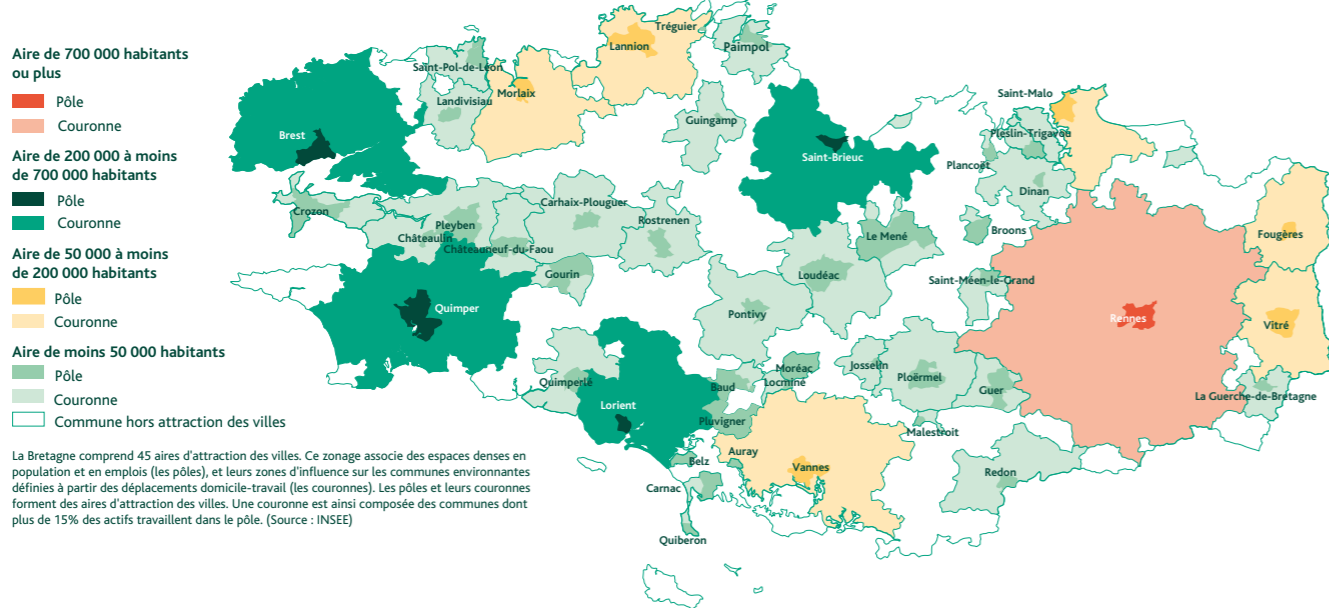 Aire de 700 000 habitants
ou plus
Pôle
Couronne
Aire de 200 000 à moins
de 700 000 habitants
Pôle
Couronne
Aire de 50 000 à moins
de 200 000 habitants
Pôle
Couronne
Aire de moins 50 000 habitants
Pôle
Couronne
Commune hors attraction des villes
La Bretagne comprend 45 aires d'attraction des villes. Ce zonage associe des espaces denses en
population et en emplois (les pôles), et leurs zones d'influence sur les communes environnantes
définies à partir des déplacements domicile-travail (les couronnes). Les pôles et leurs couronnes
forment des aires d'attraction des villes. Une couronne est ainsi composée des communes dont
plus de 15% des actifs travaillent dans le pôle. (Source : INSEE)
Tréguier
Lannion
Paimpol
Saint-Pol-de-Léon
Morlaix
Landivisiau
Saint-Malo
Guingamp
Brest
Pleslin-Trigavou
Saint-Brieuc
Plancoët
Dinan
Carhaix-Plouguer
Crozon
Rostrenen
Pleyben
Châteaulin
Châteauneuf-du-Faou
Le Mené
Broons
Fougères
Gourin
Loudéac
Saint-Méen-le-Grand
Quimper
Pontivy
Rennes
Vitré
Quimperlé
Moréac
Locminé
Josselin
Ploërmel
Baud
Guer
La Guerche-de-Bretagne
Lorient
Pluvigner
Malestroit
Auray
Belz
Vannes
Redon
Carnac
Quiberon